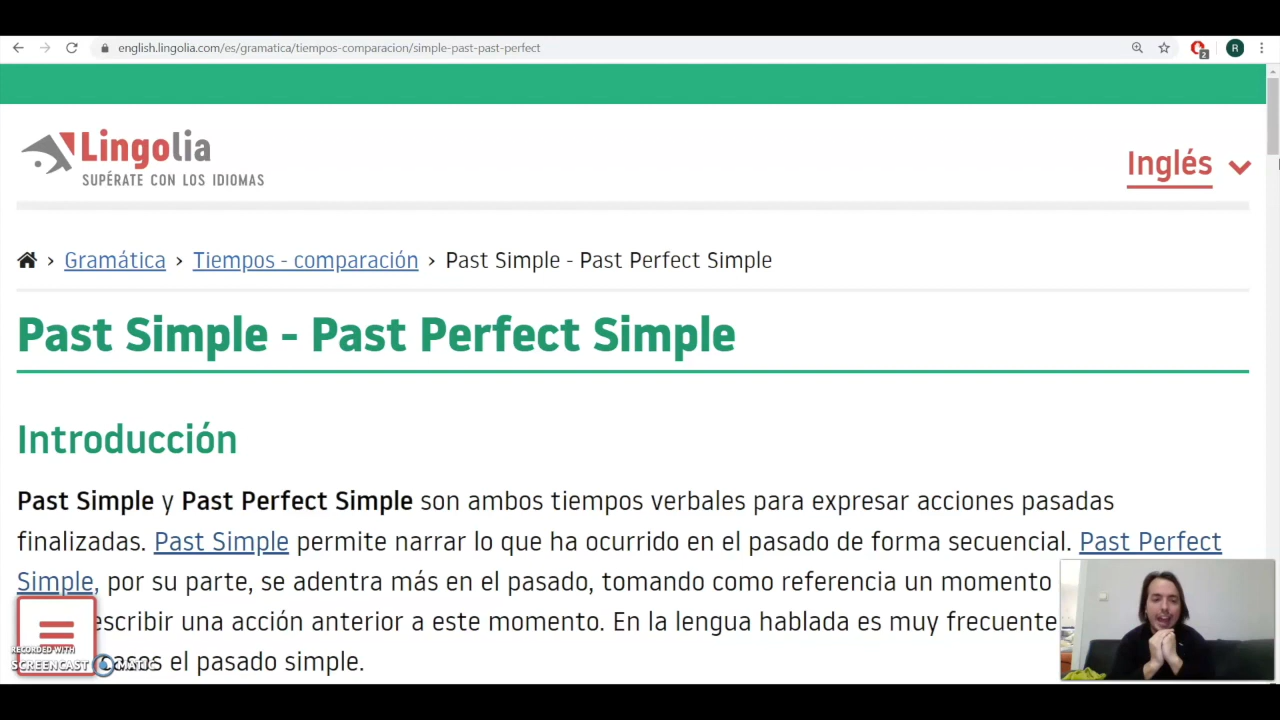 english.lingolia.com/es/gramatica/tiempos-comparacion/simple-past-past-perfect
2
R
Lingolia
SUPÉRATE CON LOS IDIOMAS
Inglés
> Gramática > Tiempos - comparación > Past Simple - Past Perfect Simple
Past Simple - Past Perfect Simple
Introducción
Past Simple y Past Perfect Simple son ambos tiempos verbales para expresar acciones pasadas
finalizadas. Past Simple permite narrar lo que ha ocurrido en el pasado de forma secuencial. Past Perfect
Simple, por su parte, se adentra más en el pasado, tomando como referencia un momento
escribir una acción anterior a este momento. En la lengua hablada es muy frecuente
el pasado simple.
RECORDED WITH
SCREENCAST MATIC